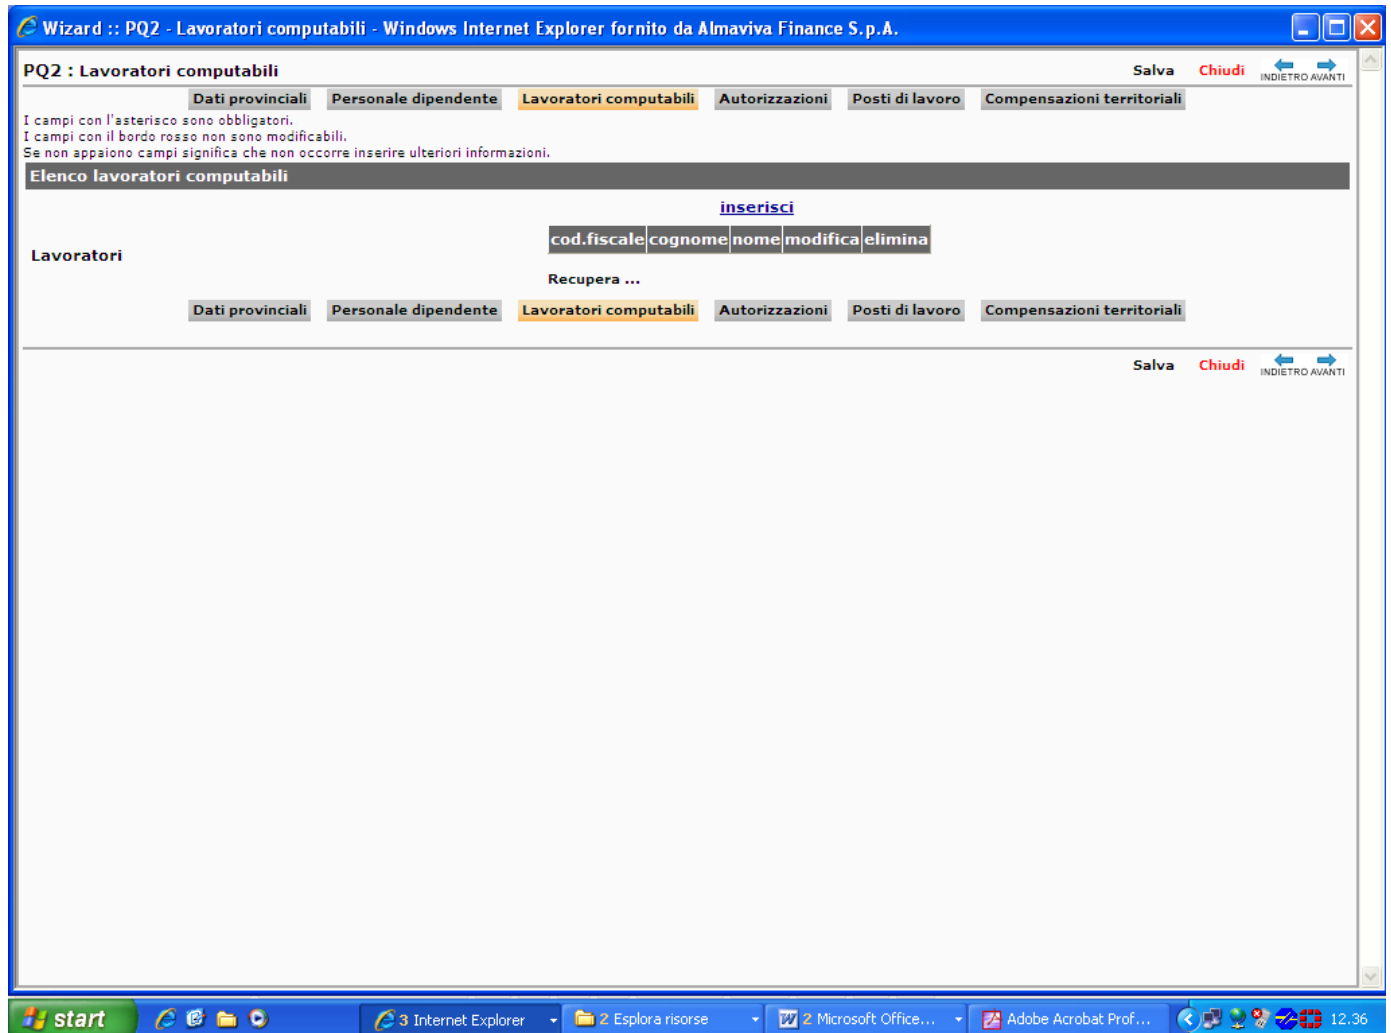 Wizard :: PQ2 - Lavoratori computabili - Windows Internet Explorer fornito da Almaviva Finance S.p.A.
PQ2 : Lavoratori computabili Salva Chiudi INDIETRO AVANTI
Dati provinciali Personale dipendente Lavoratori computabili Autorizzazioni Posti di lavoro Compensazioni territoriali
I campi con l'asterisco sono obbligatori.
I campi con il bordo rosso non sono modificabili.
Se non appaiono campi significa che non occorre inserire ulteriori informazioni.
Elenco lavoratori computabili
inserisci
cod.fiscale cognome nome modifica elimina
Lavoratori
Recupera ...
Dati provinciali Personale dipendente Lavoratori computabili Autorizzazioni Posti di lavoro Compensazioni territoriali
Salva Chiudi INDIETRO AVANTI
start 3 Internet Explorer 2 Esplora risorse 2 Microsoft Office... Adobe Acrobat Prof... 12.36